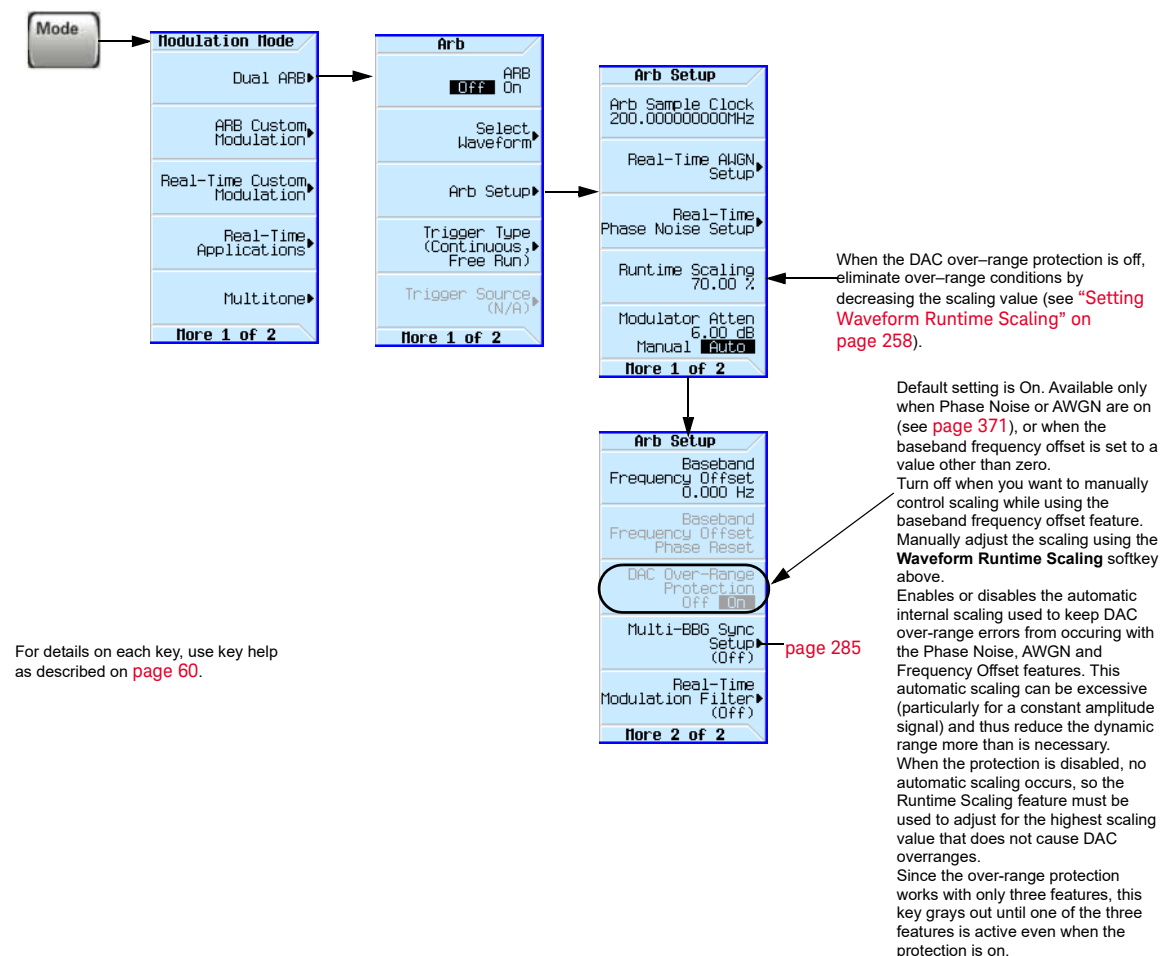 Mode
Modulation Mode
Dual ARB
ARB Custom
Modulation
Real-Time Custom
Modulation
Real-Time
Applications
Multitone
More 1 of 2
Arb
ARB
Off On
Select
Waveform
Arb Setup
Trigger Type
(Continuous,
Free Run)
Trigger Source
(N/A)
More 1 of 2
Arb Setup
Arb Sample Clock
200.000000000MHz
Real-Time AWGN
Setup
Real-Time
Phase Noise Setup
Runtime Scaling
70.00 %
Modulator Atten
6.00 dB
Manual Auto
More 1 of 2
When the DAC over–range protection is off,
eliminate over–range conditions by
decreasing the scaling value (see “Setting
Waveform Runtime Scaling” on
page 258).
Arb Setup
Baseband
Frequency Offset
0.000 Hz
Baseband
Frequency Offset
Phase Reset
DAC Over-Range
Protection
Off On
Multi-BBG Sync
Setup
(Off)
Real-Time
Modulation Filter
(Off)
More 2 of 2
page 285
Default setting is On. Available only
when Phase Noise or AWGN are on
(see page 371), or when the
baseband frequency offset is set to a
value other than zero.
Turn off when you want to manually
control scaling while using the
baseband frequency offset feature.
Manually adjust the scaling using the
Waveform Runtime Scaling softkey
above.
Enables or disables the automatic
internal scaling used to keep DAC
over-range errors from occuring with
the Phase Noise, AWGN and
Frequency Offset features. This
automatic scaling can be excessive
(particularly for a constant amplitude
signal) and thus reduce the dynamic
range more than is necessary.
When the protection is disabled, no
automatic scaling occurs, so the
Runtime Scaling feature must be
used to adjust for the highest scaling
value that does not cause DAC
overranges.
Since the over-range protection
works with only three features, this
key grays out until one of the three
features is active even when the
protection is on.
For details on each key, use key help
as described on page 60.